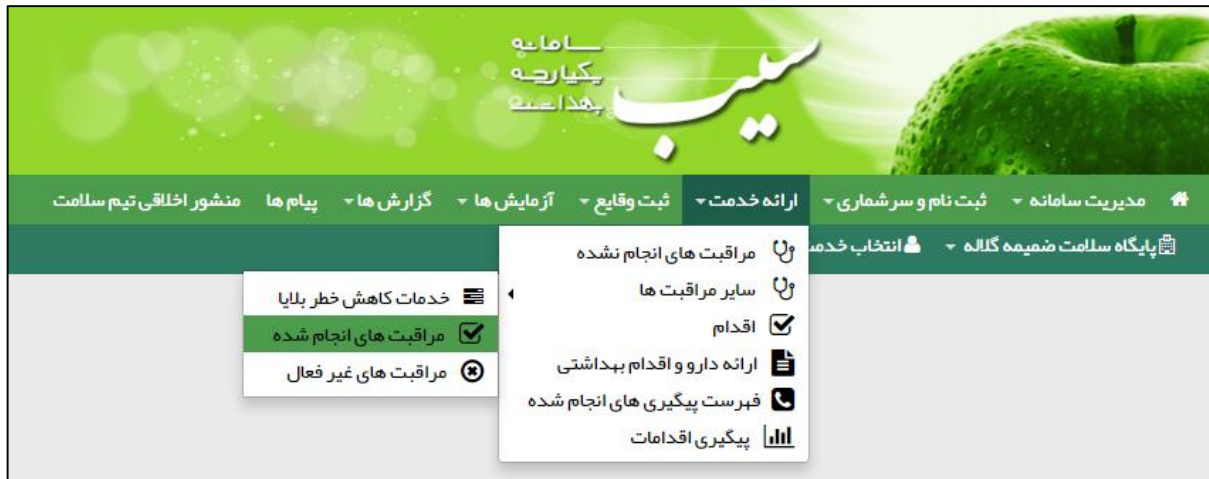 سامانه
یکپارچه
بهداشت
سیب
مدیریت سامانه
ثبت نام و سرشماری
ارائه خدمت
ثبت وقایع
آزمایش ها
گزارش ها
پیام ها
منشور اخلاقی تیم سلامت
پایگاه سلامت ضمیمه گلاله
انتخاب خدمت
مراقبت های انجام نشده
سایر مراقبت ها
اقدام
ارائه دارو و اقدام بهداشتی
فهرست پیگیری های انجام شده
پیگیری اقدامات
خدمات کاهش خطر بلایا
مراقبت های انجام شده
مراقبت های غیر فعال